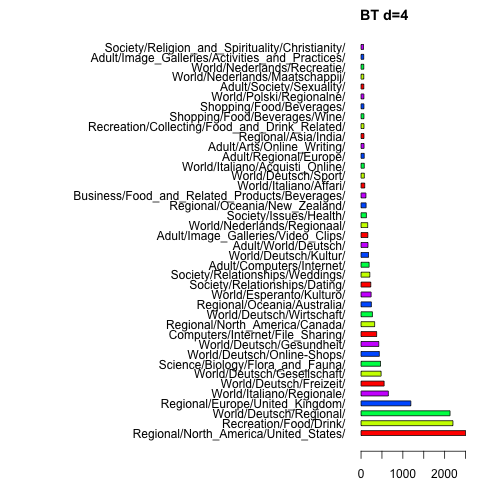 BT d=4
Society/Religion_and_Spirituality/Christianity/
Adult/Image_Galleries/Activities_and_Practices/
World/Nederlands/Recreatie/
World/Nederlands/Maatschappij/
Adult/Society/Sexuality/
World/Polski/Regionalne/
Shopping/Food/Beverages/
Shopping/Food/Beverages/Wine/
Recreation/Collecting/Food_and_Drink_Related/
Regional/Asia/India/
Adult/Arts/Online_Writing/
Adult/Regional/Europe/
World/Italiano/Acquisti_Online/
World/Deutsch/Sport/
World/Italiano/Affari/
Business/Food_and_Related_Products/Beverages/
Regional/Oceania/New_Zealand/
Society/Issues/Health/
World/Nederlands/Regionaal/
Adult/Image_Galleries/Video_Clips/
Adult/World/Deutsch/
World/Deutsch/Kultur/
Adult/Computers/Internet/
Society/Relationships/Weddings/
Society/Relationships/Dating/
World/Esperanto/Kulturo/
Regional/Oceania/Australia/
World/Deutsch/Wirtschaft/
Regional/North_America/Canada/
Computers/Internet/File_Sharing/
World/Deutsch/Gesundheit/
World/Deutsch/Online-Shops/
Science/Biology/Flora_and_Fauna/
World/Deutsch/Gesellschaft/
World/Deutsch/Freizeit/
World/Italiano/Regionale/
Regional/Europe/United_Kingdom/
World/Deutsch/Regional/
Recreation/Food/Drink/
Regional/North_America/United_States/
0 1000 2000